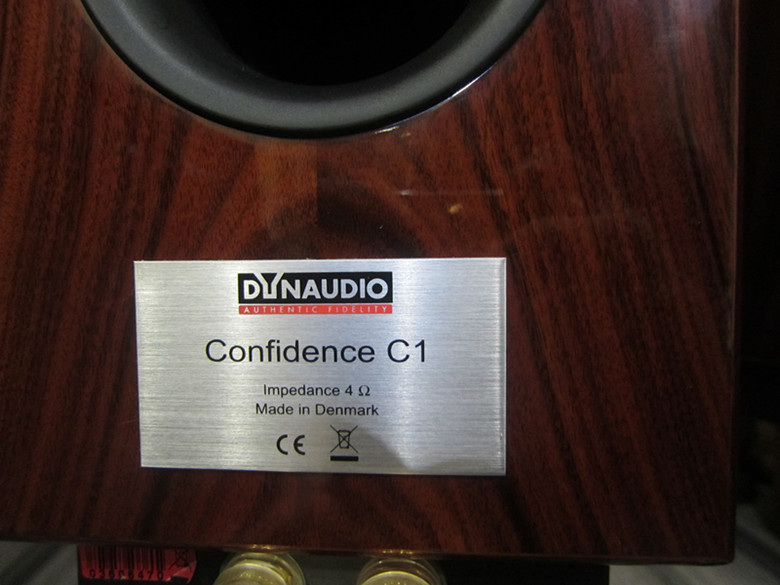 DYNAUDIO
AUTHENTIC FIDELITY
Confidence C1
Impedance 4 Ω
Made in Denmark
CE